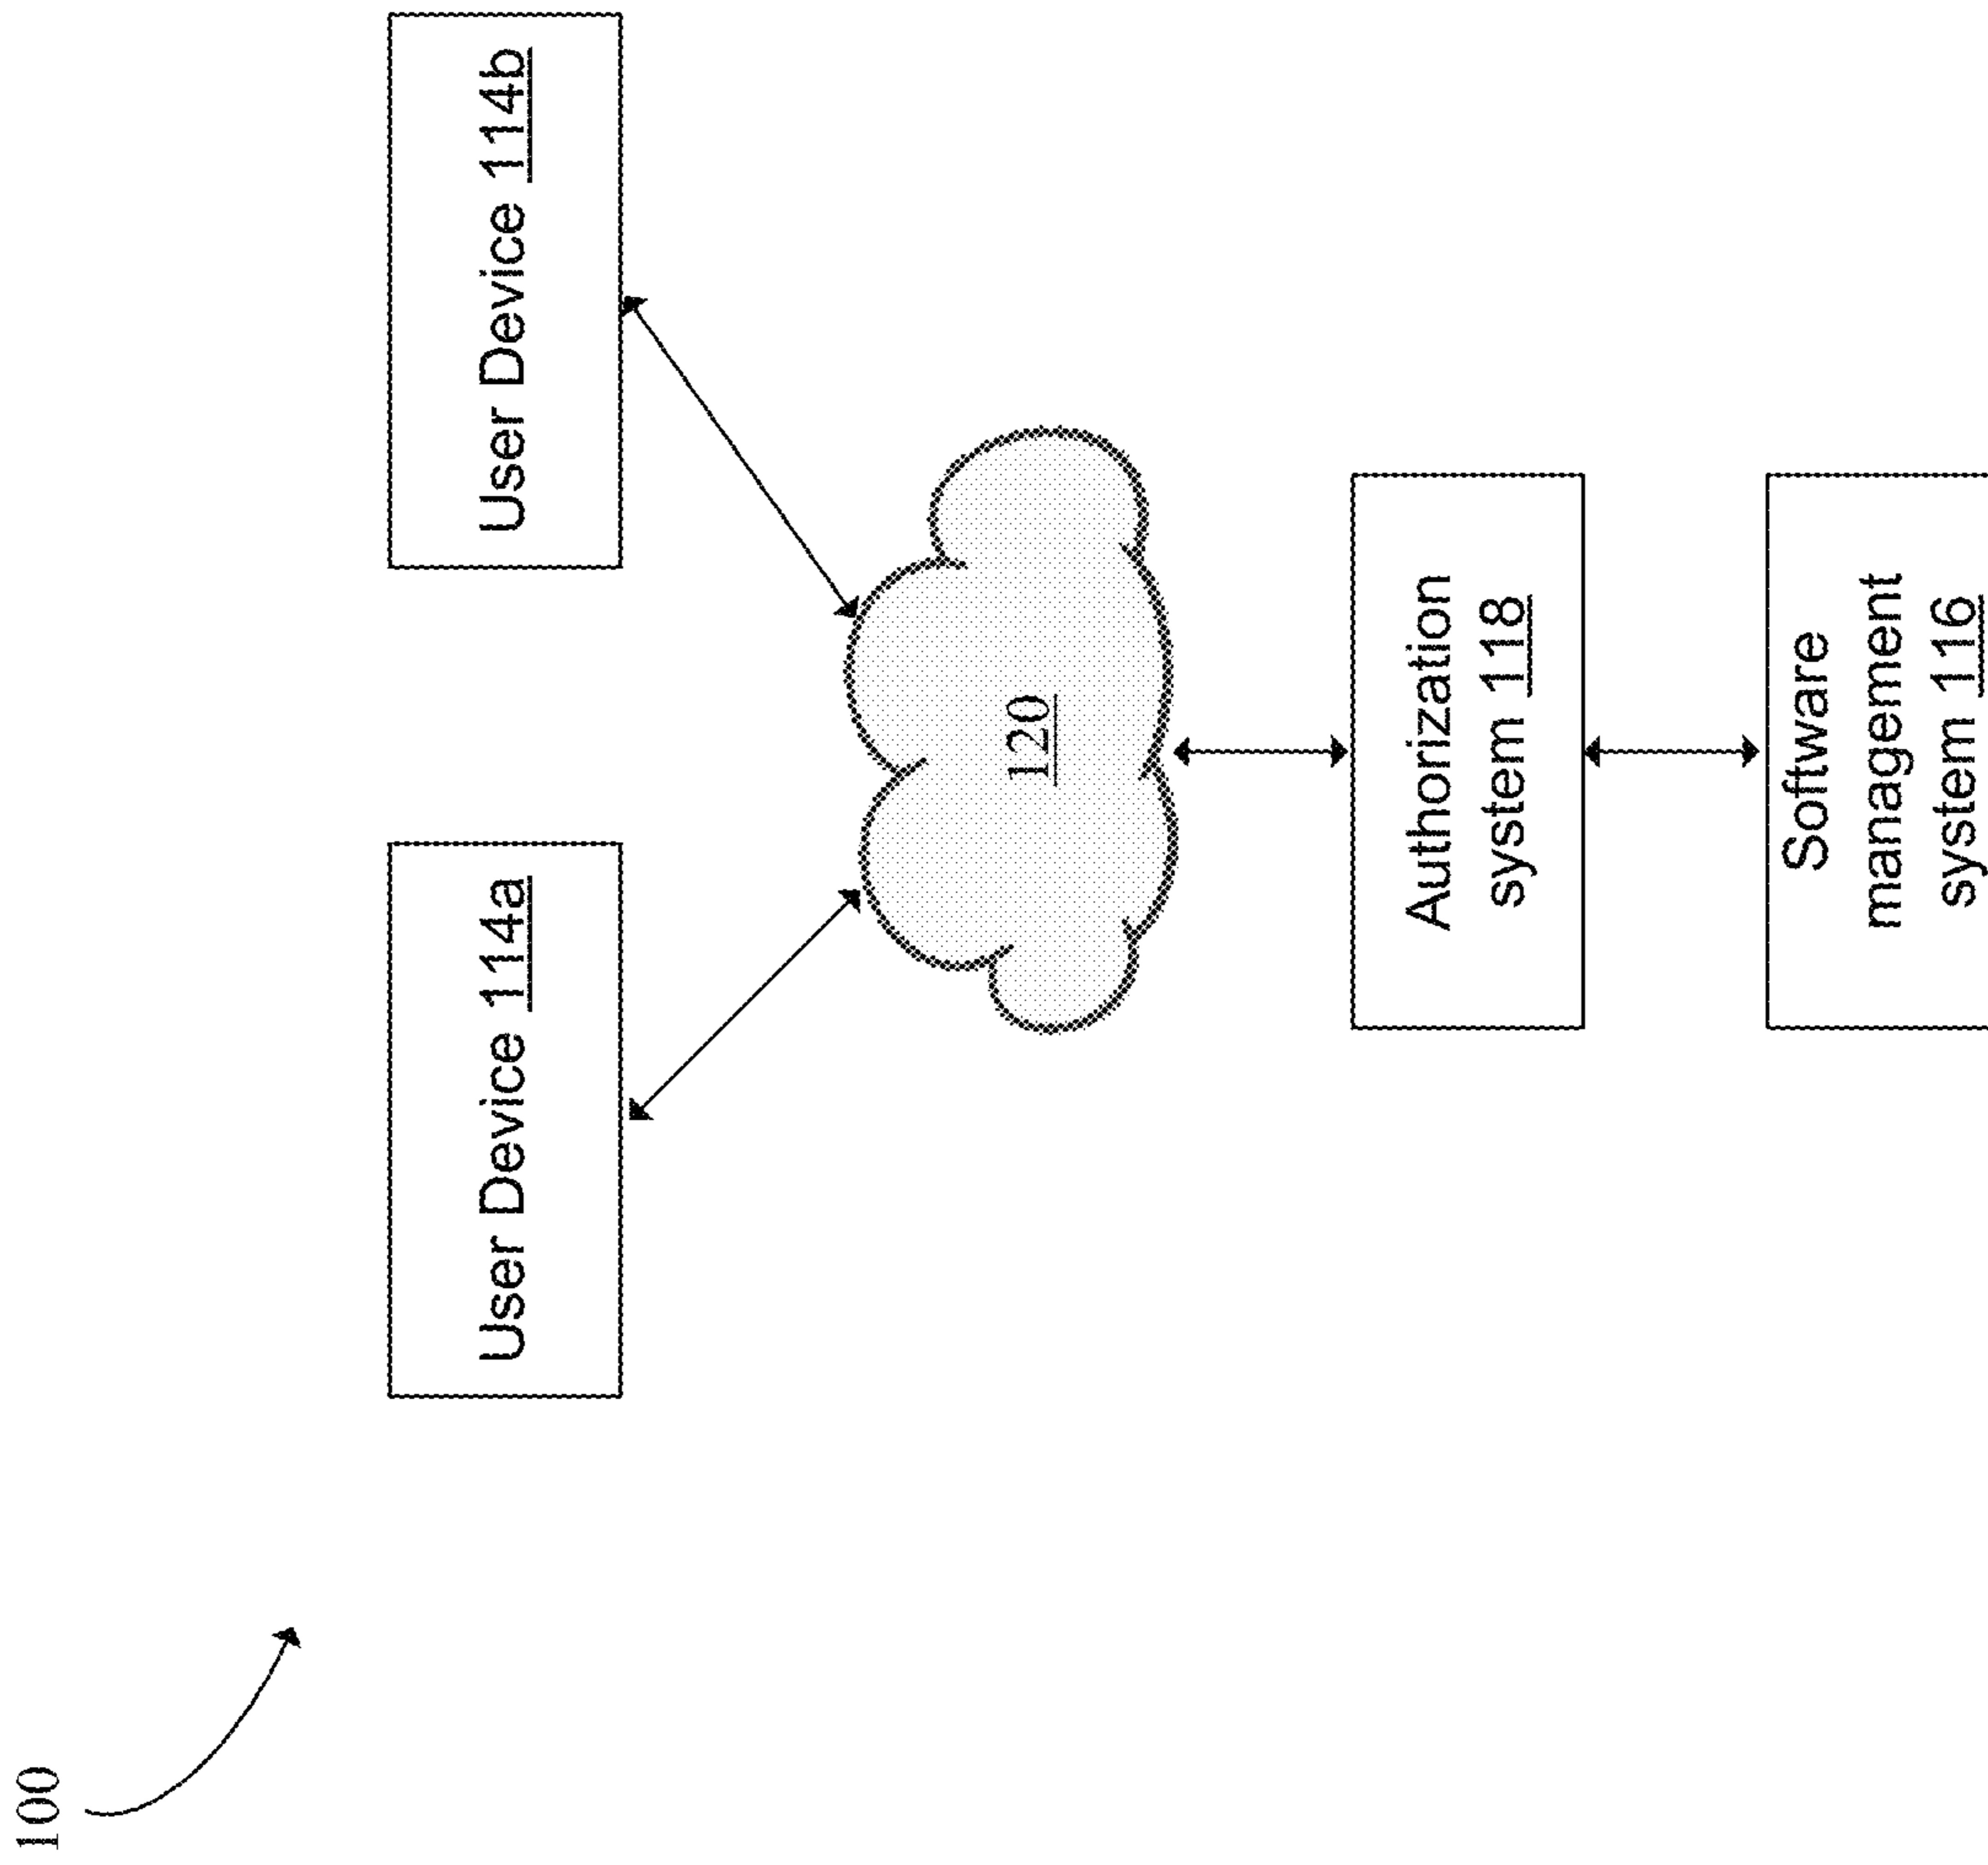 100
User Device 114a
User Device 114b
120
Authorization
system 118
Software
management
system 116